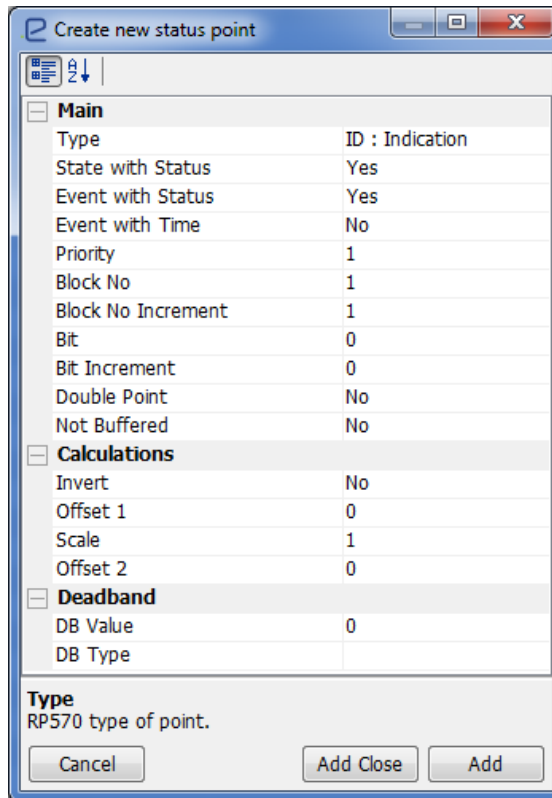 Create new status point
Main
Type ID : Indication
State with Status Yes
Event with Status Yes
Event with Time No
Priority 1
Block No 1
Block No Increment 1
Bit 0
Bit Increment 0
Double Point No
Not Buffered No
Calculations
Invert No
Offset 1 0
Scale 1
Offset 2 0
Deadband
DB Value 0
DB Type
Type
RP570 type of point.
Cancel Add Close Add